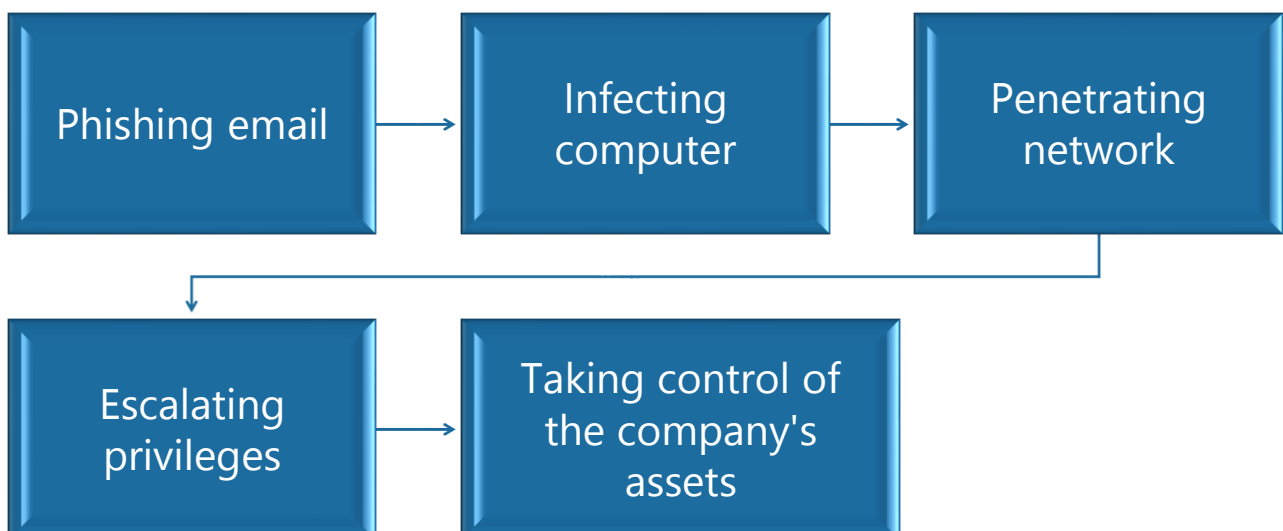 Phishing email
Infecting
computer
Penetrating
network
Escalating
privileges
Taking control of
the company's
assets